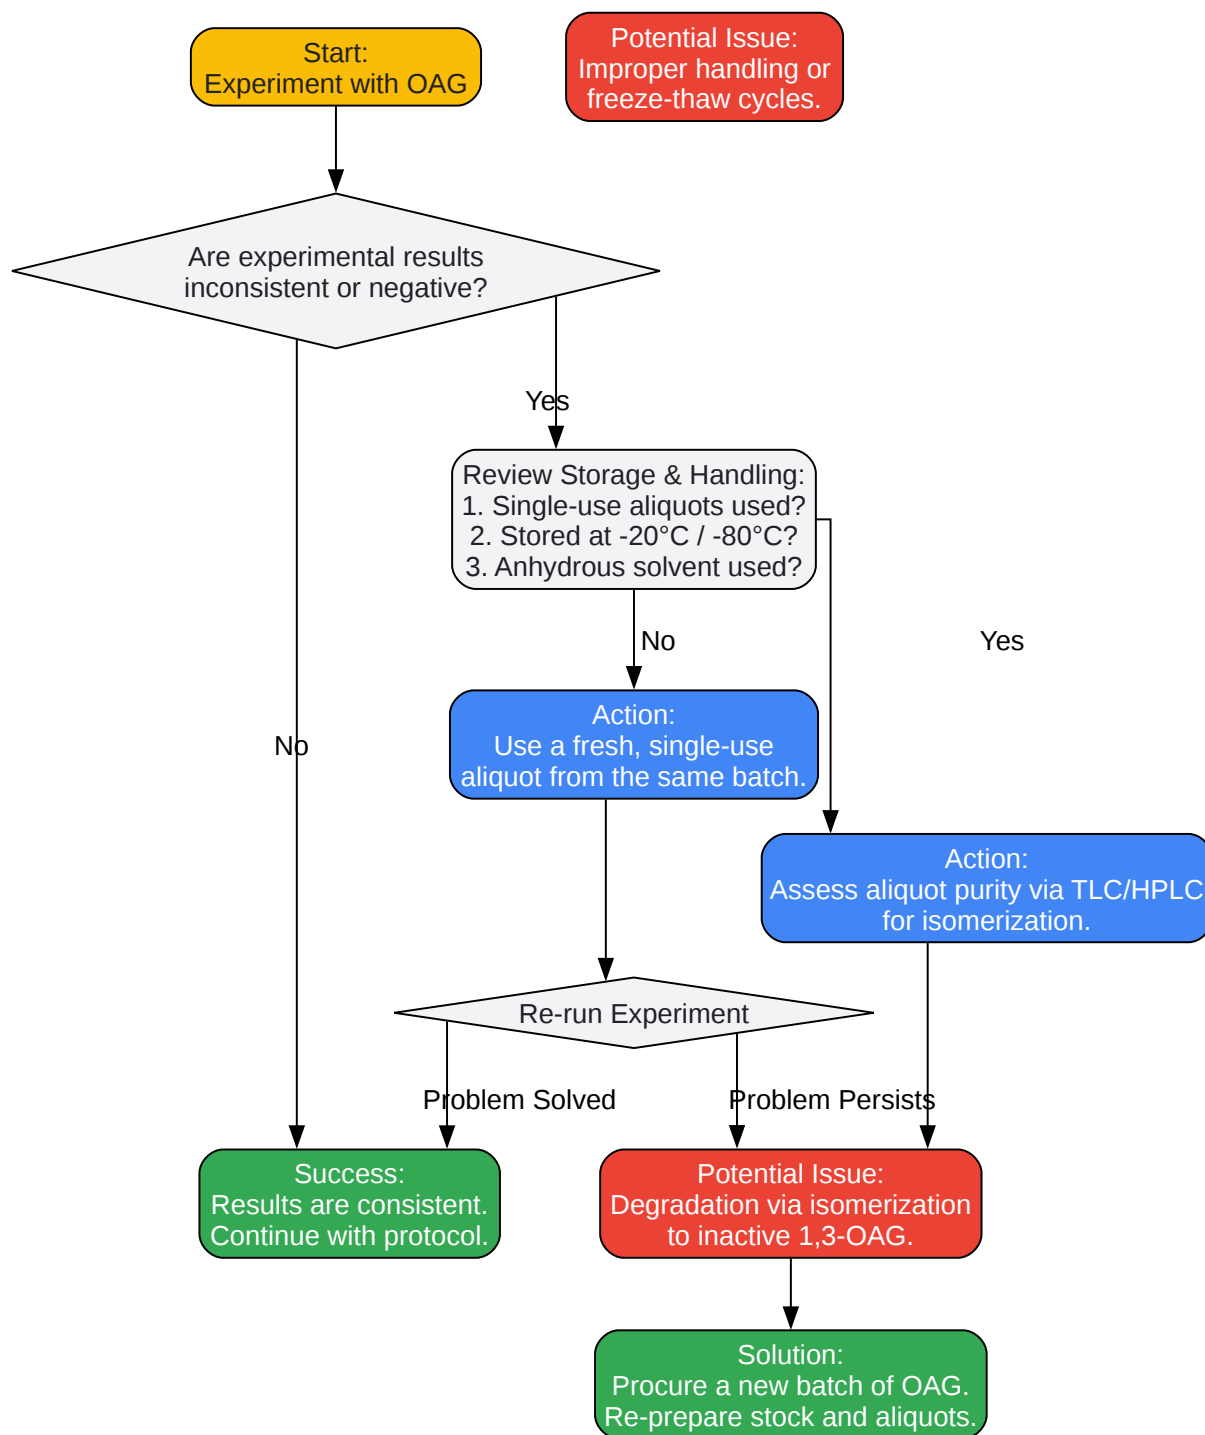 Start:
Experiment with OAG
Potential Issue:
Improper handling or
freeze-thaw cycles.
Are experimental results
inconsistent or negative?
Yes
Review Storage & Handling:
1. Single-use aliquots used?
2. Stored at -20°C / -80°C?
3. Anhydrous solvent used?
No
Yes
Action:
Use a fresh, single-use
aliquot from the same batch.
No
Action:
Assess aliquot purity via TLC/HPLC
for isomerization.
Re-run Experiment
Problem Solved
Problem Persists
Success:
Results are consistent.
Continue with protocol.
Potential Issue:
Degradation via isomerization
to inactive 1,3-OAG.
Solution:
Procure a new batch of OAG.
Re-prepare stock and aliquots.